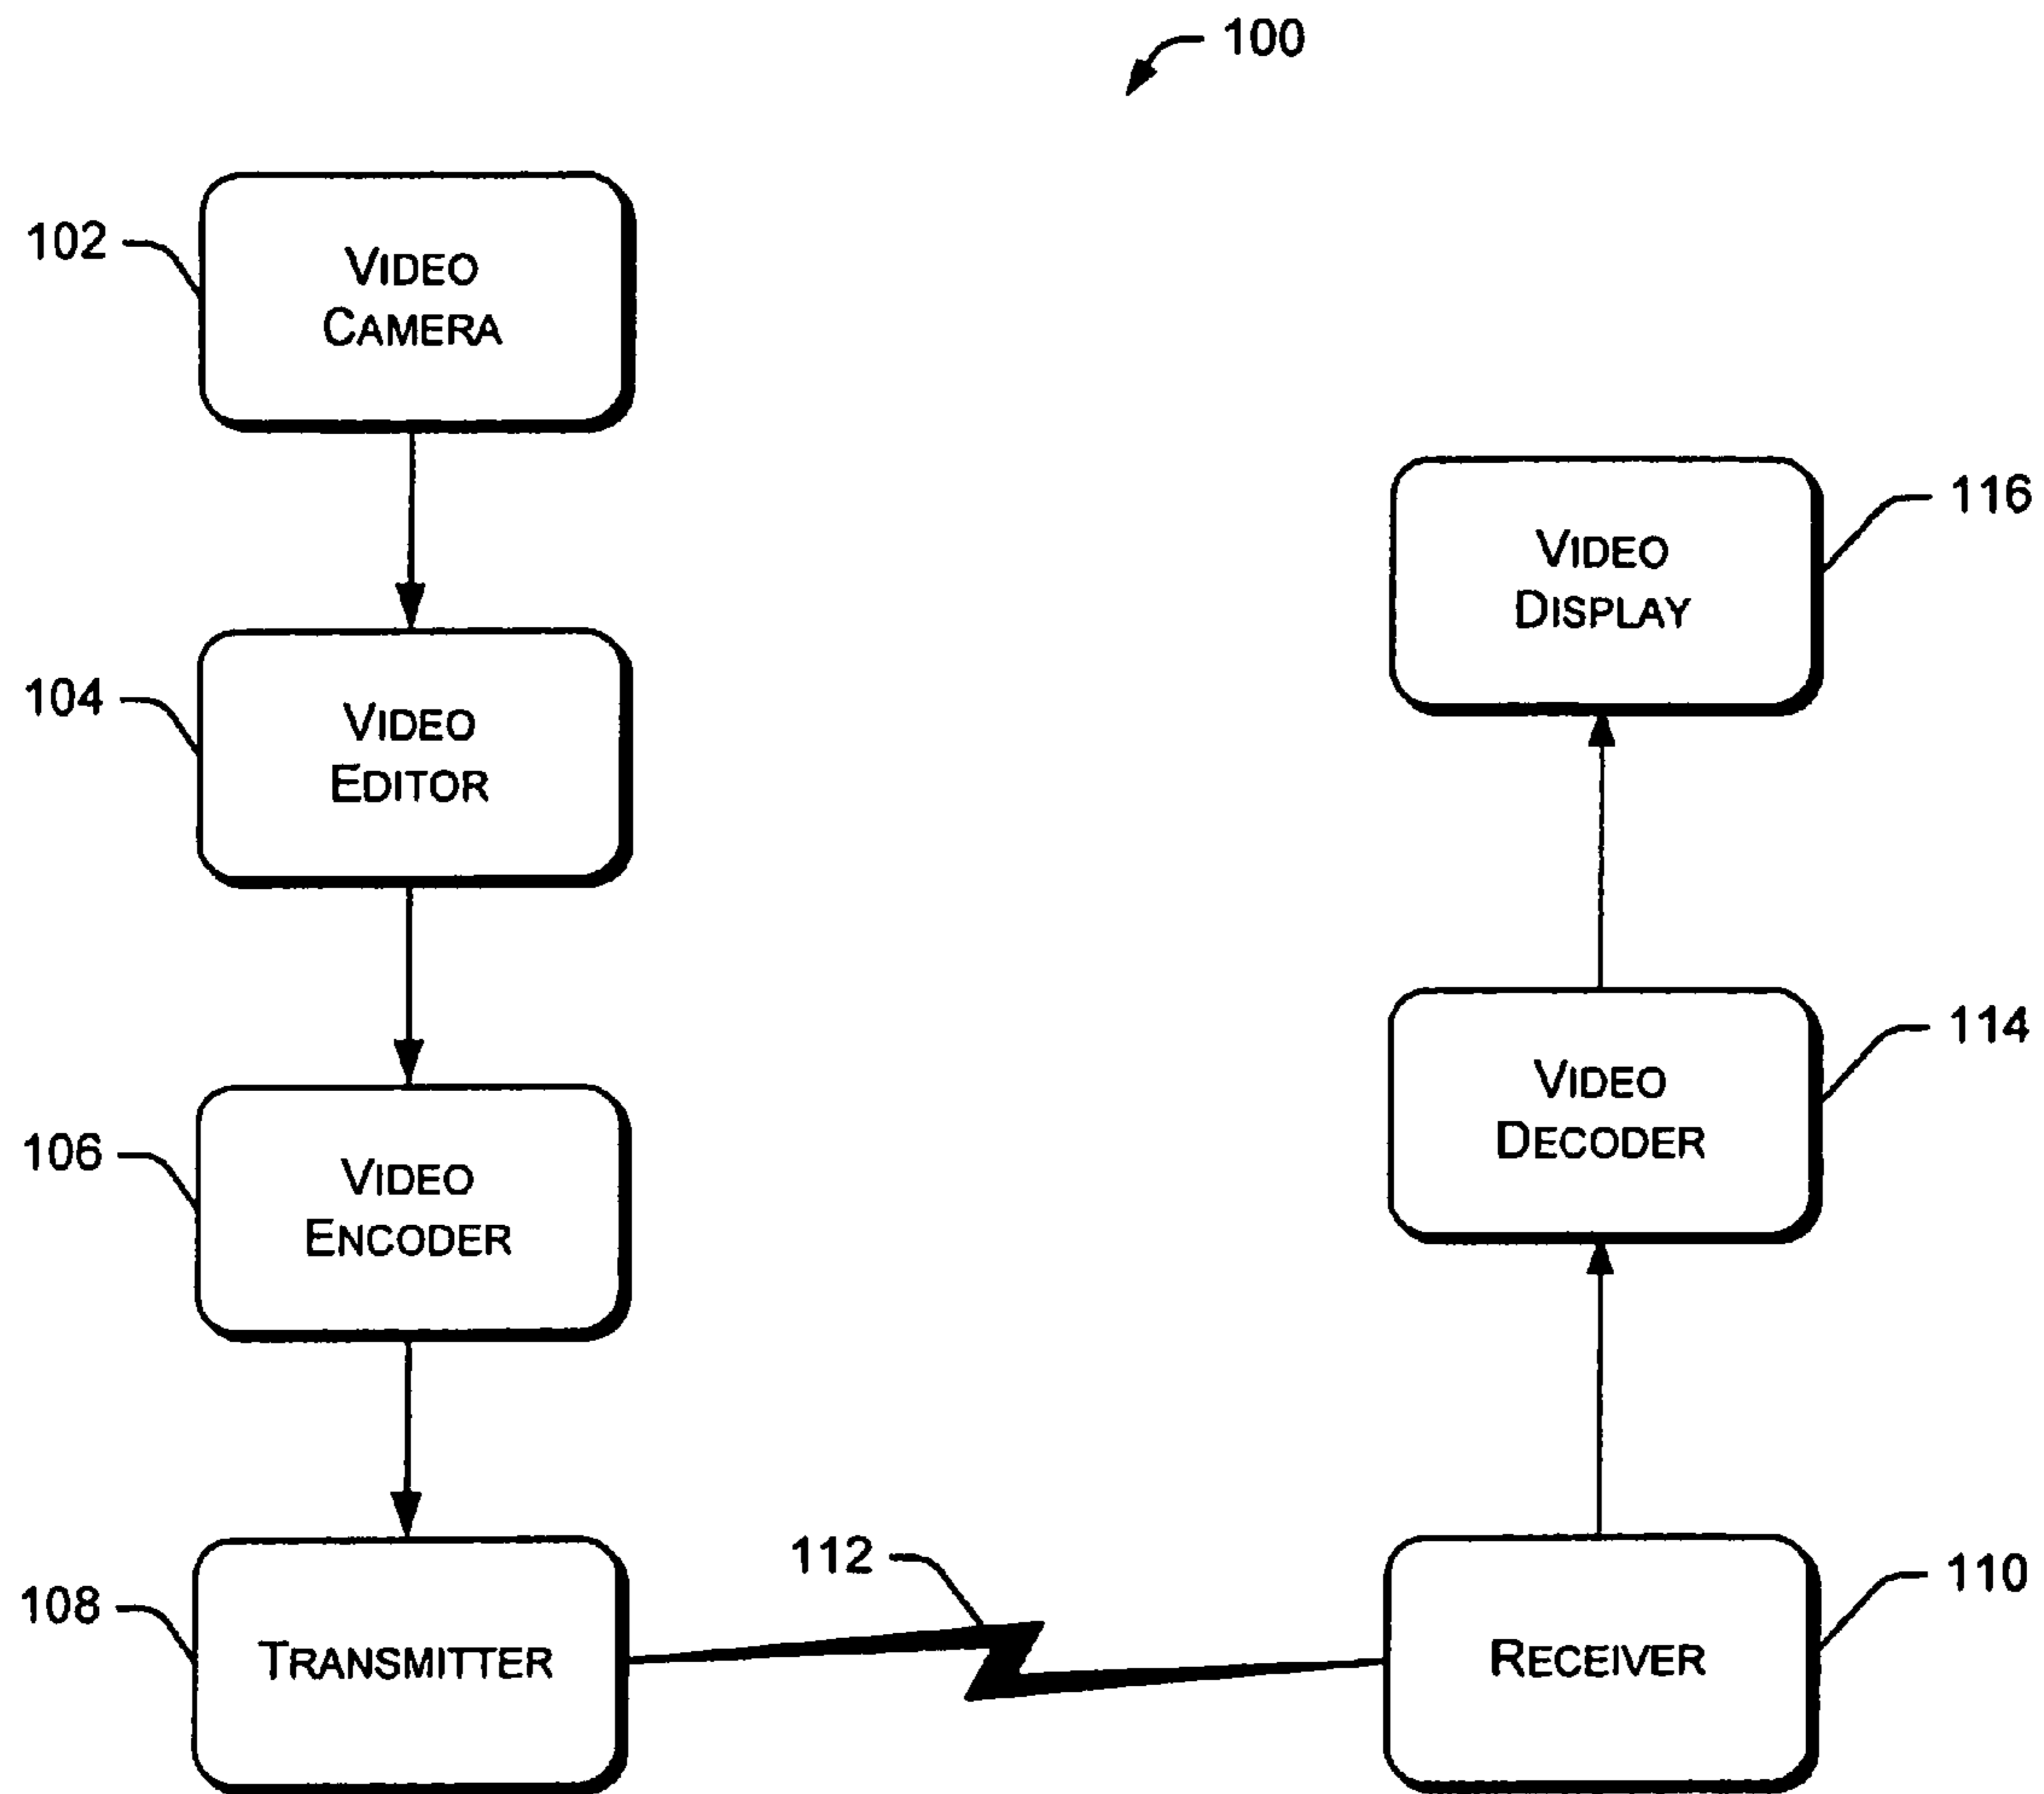 100
102
VIDEO
CAMERA
104
VIDEO
EDITOR
106
VIDEO
ENCODER
108
TRANSMITTER
112
116
VIDEO
DISPLAY
114
VIDEO
DECODER
110
RECEIVER